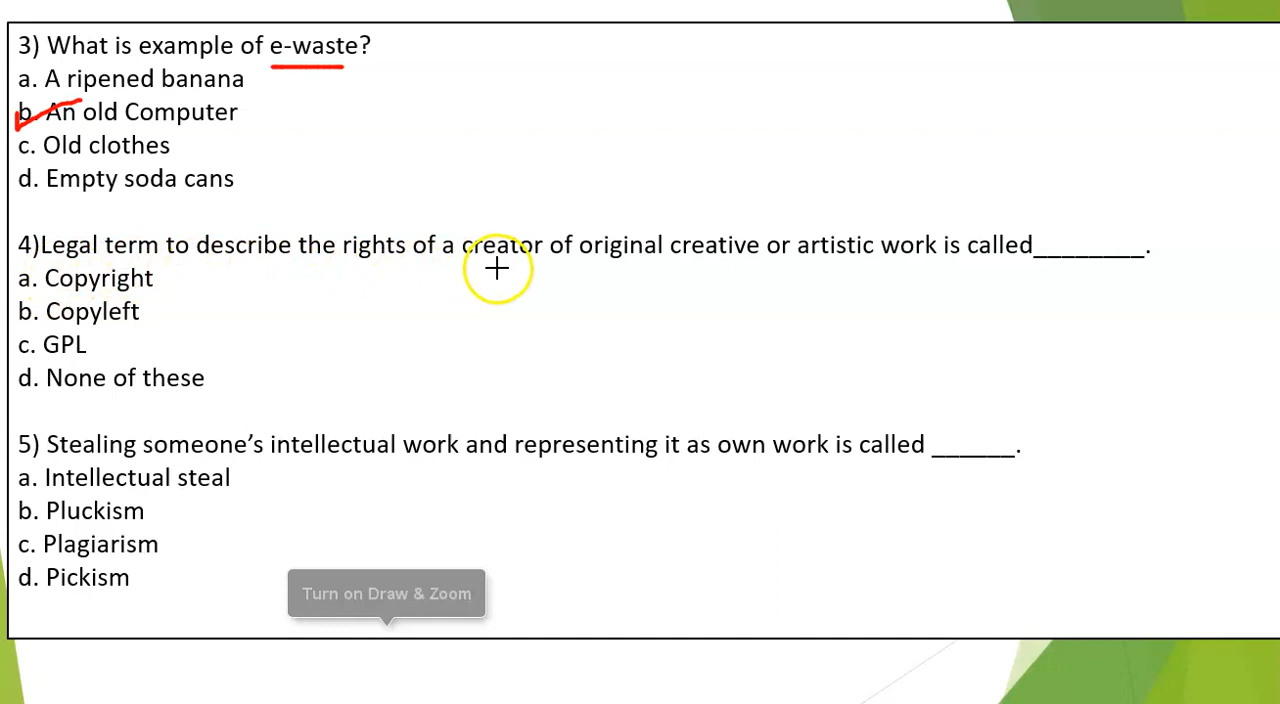 3) What is example of e-waste?
a. A ripened banana
b. An old Computer
c. Old clothes
d. Empty soda cans
4)Legal term to describe the rights of a creator of original creative or artistic work is called________.
a. Copyright
b. Copyleft
c. GPL
d. None of these
5) Stealing someone’s intellectual work and representing it as own work is called ______.
a. Intellectual steal
b. Pluckism
c. Plagiarism
d. Pickism
Turn on Draw & Zoom